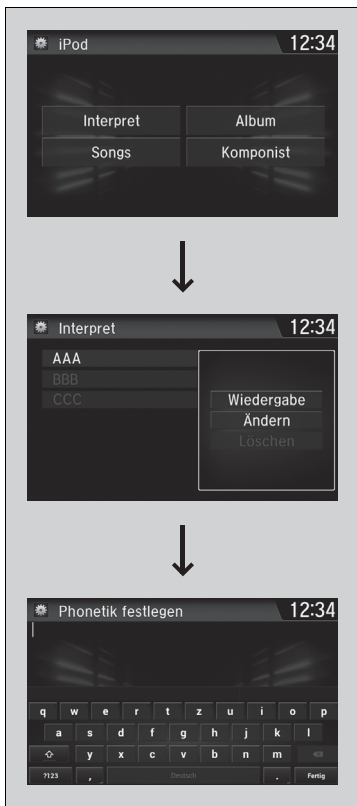 iPod 12:34
Interpret Album
Songs Komponist
Interpret 12:34
AAA
BBB
CCC
Wiedergabe
Ändern
Löschen
Phonetik festlegen 12:34
q w e r t z u i o p
a s d f g h j k l
y x c v b n m
?123 , Deutsch . Fertig